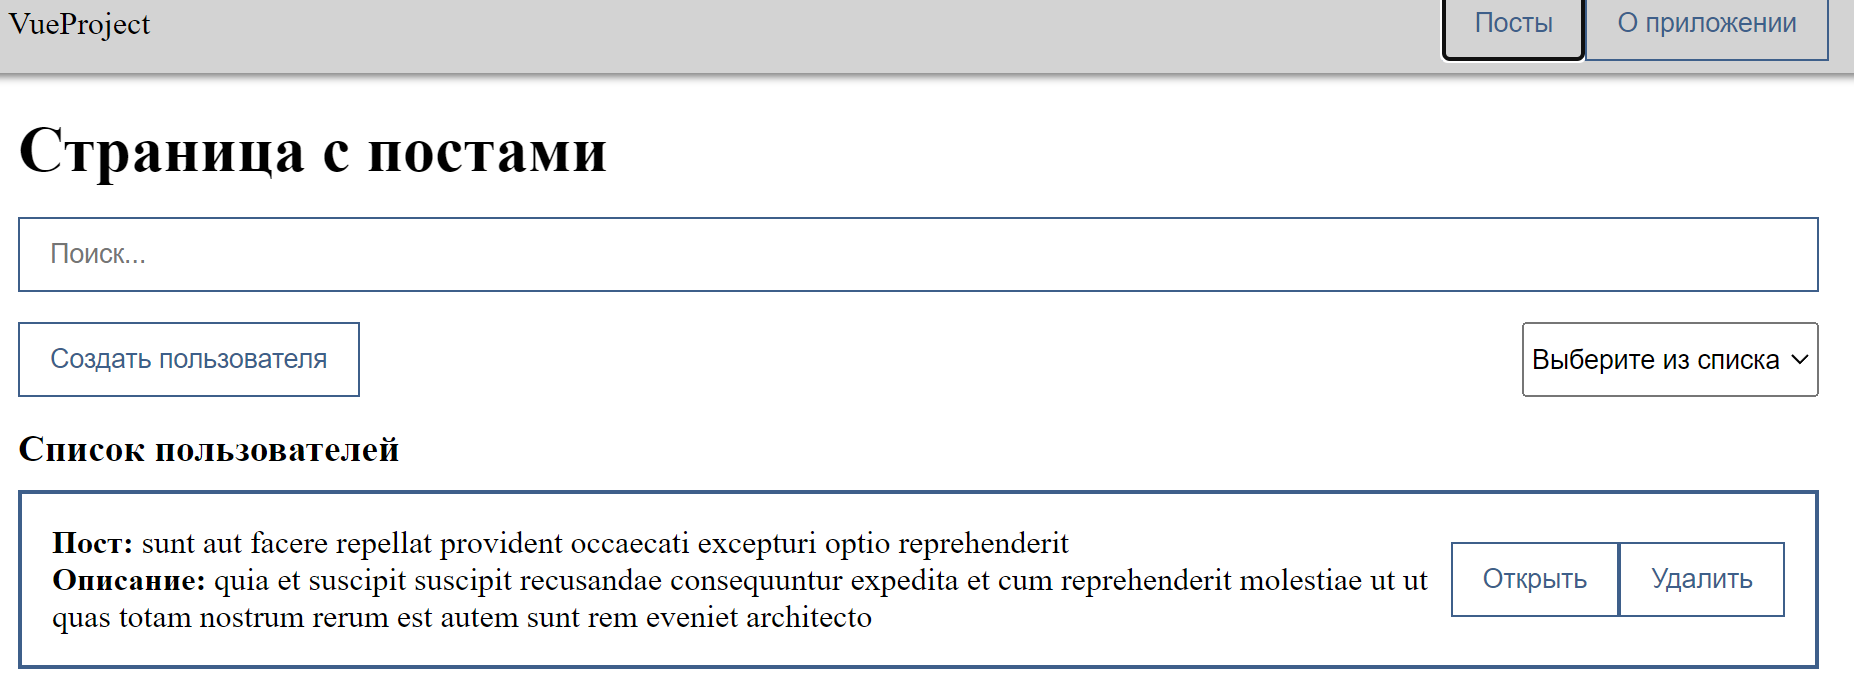 VueProject
Посты
О приложении
Страница с постами
Поиск...
Создать пользователя
Выберите из списка
Список пользователей
Пост: sunt aut facere repellat provident occaecati excepturi optio reprehenderit
Описание: quia et suscipit suscipit recusandae consequuntur expedita et cum reprehenderit molestiae ut ut
quas totam nostrum rerum est autem sunt rem eveniet architecto
Открыть
Удалить